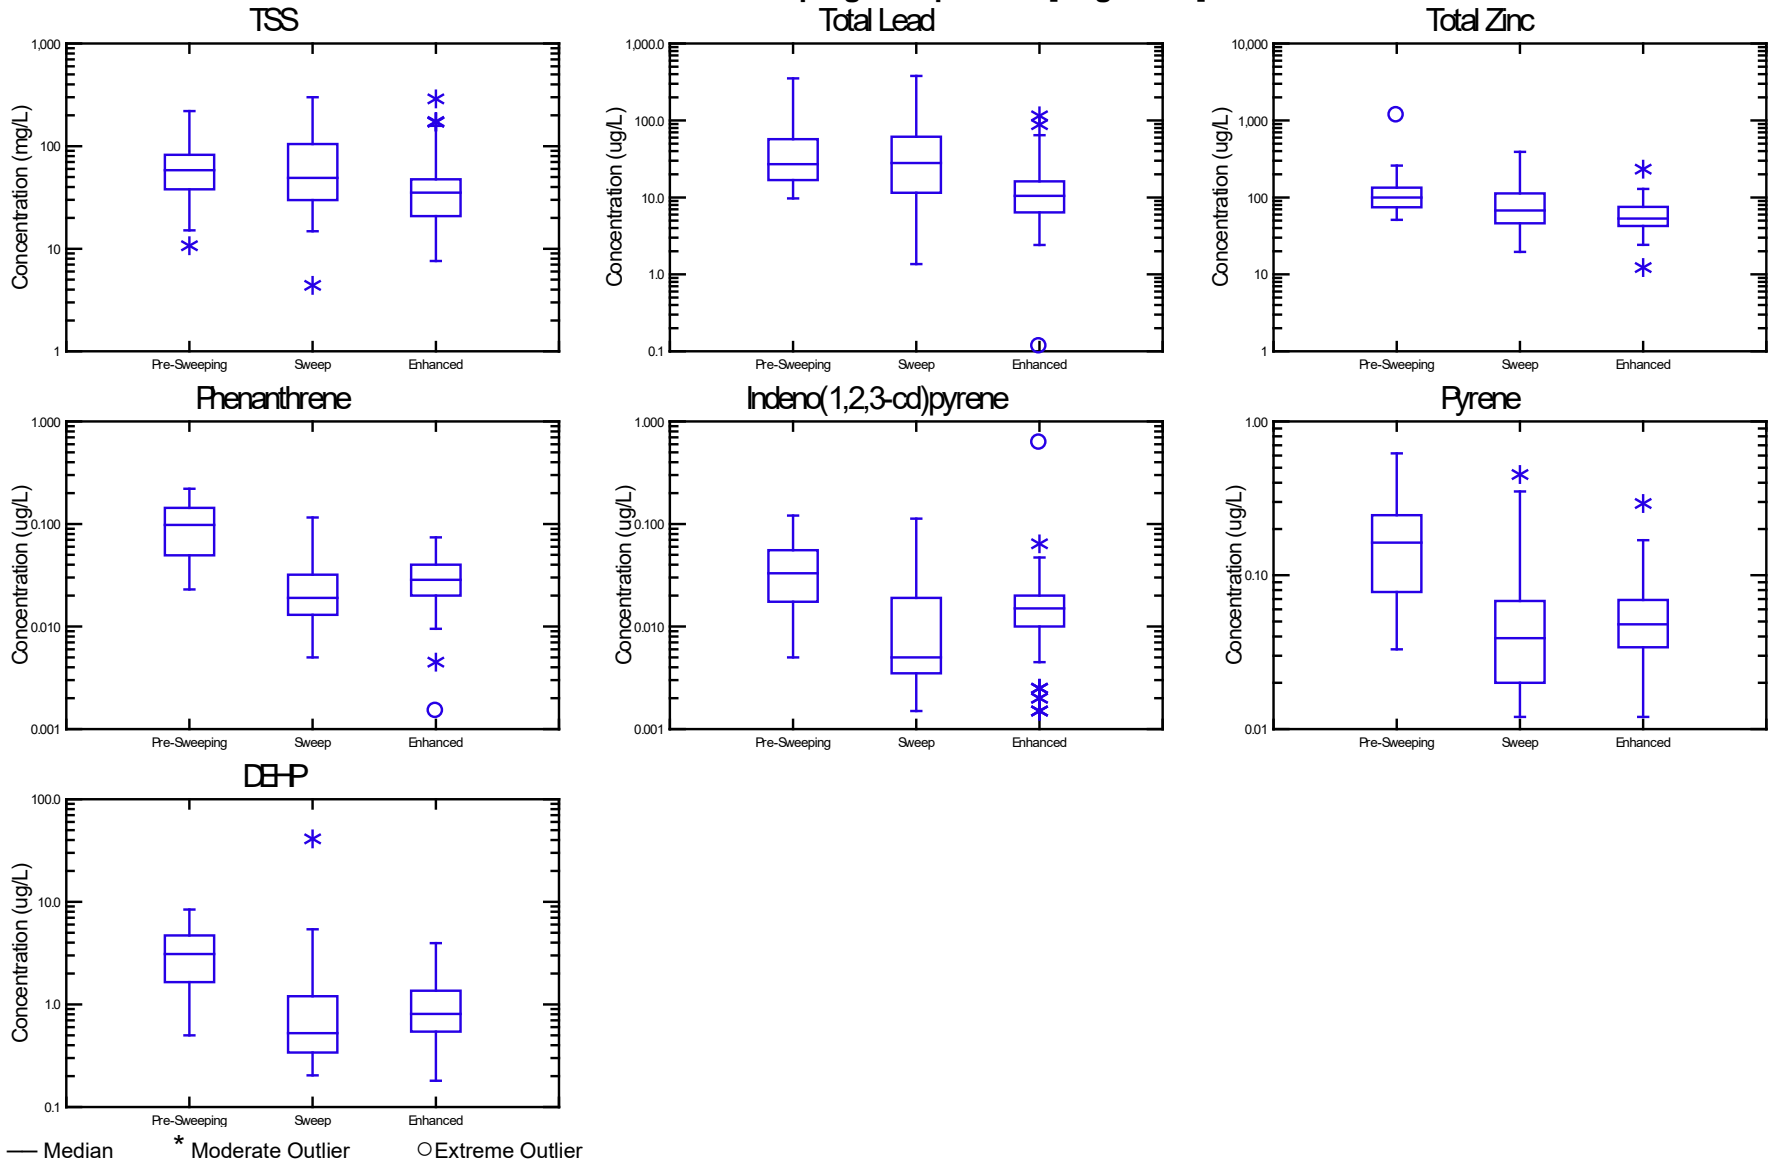 TSS
1,000
100
10
1
Concentration (mg/L)
Pre-Sweeping Sweep Enhanced
Total Lead
1,000.0
100.0
10.0
1.0
0.1
Concentration (ug/L)
Pre-Sweeping Sweep Enhanced
Total Zinc
10,000
1,000
100
10
1
Concentration (ug/L)
Pre-Sweeping Sweep Enhanced
Phenanthrene
1.000
0.100
0.010
0.001
Concentration (ug/L)
Pre-Sweeping Sweep Enhanced
Indeno(1,2,3-cd)pyrene
1.000
0.100
0.010
0.001
Concentration (ug/L)
Pre-Sweeping Sweep Enhanced
Pyrene
1.00
0.10
0.01
Concentration (ug/L)
Pre-Sweeping Sweep Enhanced
DEHP
100.0
10.0
1.0
0.1
Concentration (ug/L)
Pre-Sweeping Sweep Enhanced
— Median * Moderate Outlier O Extreme Outlier